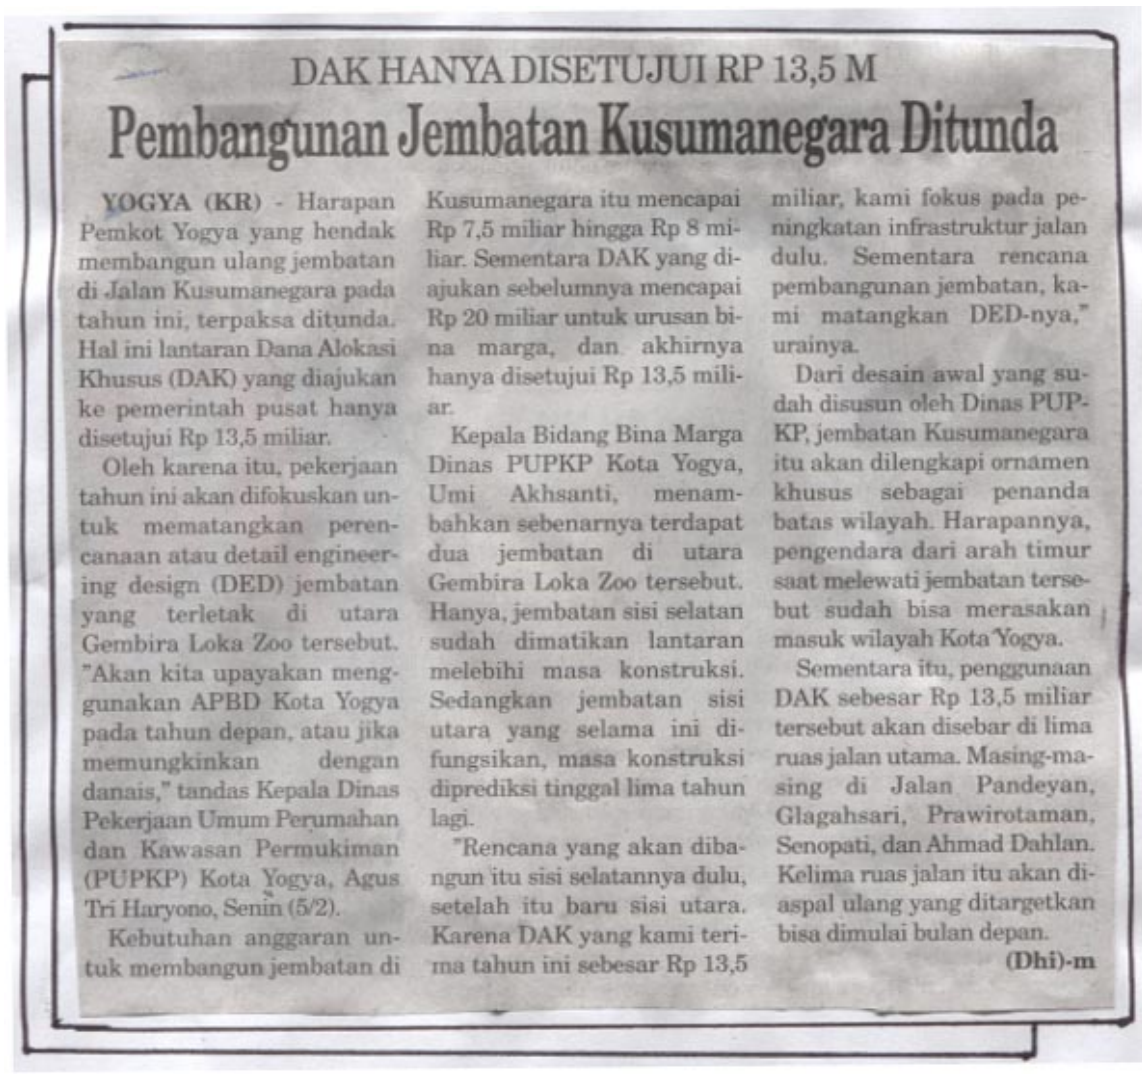 DAK HANYA DISETUJUI RP 13,5 M
Pembangunan Jembatan Kusumanegara Ditunda
YOGYA (KR) - Harapan
Pemkot Yogya yang hendak
membangun ulang jembatan
di Jalan Kusumanegara pada
tahun ini, terpaksa ditunda.
Hal ini lantaran Dana Alokasi
Khusus (DAK) yang diajukan
ke pemerintah pusat hanya
disetujui Rp 13,5 miliar.
Oleh karena itu, pekerjaan
tahun ini akan difokuskan un-
tuk mematangkan peren-
canaan atau detail engineer-
ing design (DED) jembatan
yang terletak di utara
Gembira Loka Zoo tersebut.
"Akan kita upayakan meng-
gunakan APBD Kota Yogya
pada tahun depan, atau jika
memungkinkan dengan
danais," tandas Kepala Dinas
Pekerjaan Umum Perumahan
dan Kawasan Permukiman
(PUPKP) Kota Yogya, Agus
Tri Haryono, Senin (5/2).
Kebutuhan anggaran un-
tuk membangun jembatan di
Kusumanegara itu mencapai
Rp 7,5 miliar hingga Rp 8 mi-
liar. Sementara DAK yang di-
ajukan sebelumnya mencapai
Rp 20 miliar untuk urusan bi-
na marga, dan akhirnya
hanya disetujui Rp 13,5 mili-
ar.
Kepala Bidang Bina Marga
Dinas PUPKP Kota Yogya,
Umi Akhsanti, menam-
bahkan sebenarnya terdapat
dua jembatan di utara
Gembira Loka Zoo tersebut.
Hanya, jembatan sisi selatan
sudah dimatikan lantaran
melebihi masa konstruksi.
Sedangkan jembatan sisi
utara yang selama ini di-
fungsikan, masa konstruksi
diprediksi tinggal lima tahun
lagi.
"Rencana yang akan diba-
ngun itu sisi selatannya dulu,
setelah itu baru sisi utara.
Karena DAK yang kami teri-
ma tahun ini sebesar Rp 13,5
miliar, kami fokus pada pe-
ningkatan infrastruktur jalan
dulu. Sementara rencana
pembangunan jembatan, ka-
mi matangkan DED-nya,"
urainya.
Dari desain awal yang su-
dah disusun oleh Dinas PUP-
KP, jembatan Kusumanegara
itu akan dilengkapi ornamen
khusus sebagai penanda
batas wilayah. Harapannya,
pengendara dari arah timur
saat melewati jembatan terse-
but sudah bisa merasakan
masuk wilayah Kota Yogya.
Sementara itu, penggunaan
DAK sebesar Rp 13,5 miliar
tersebut akan disebar di lima
ruas jalan utama. Masing-ma-
sing di Jalan Pandeyan,
Glagahsari, Prawirotaman,
Senopati, dan Ahmad Dahlan.
Kelima ruas jalan itu akan di-
aspal ulang yang ditargetkan
bisa dimulai bulan depan.
(Dhi)-m